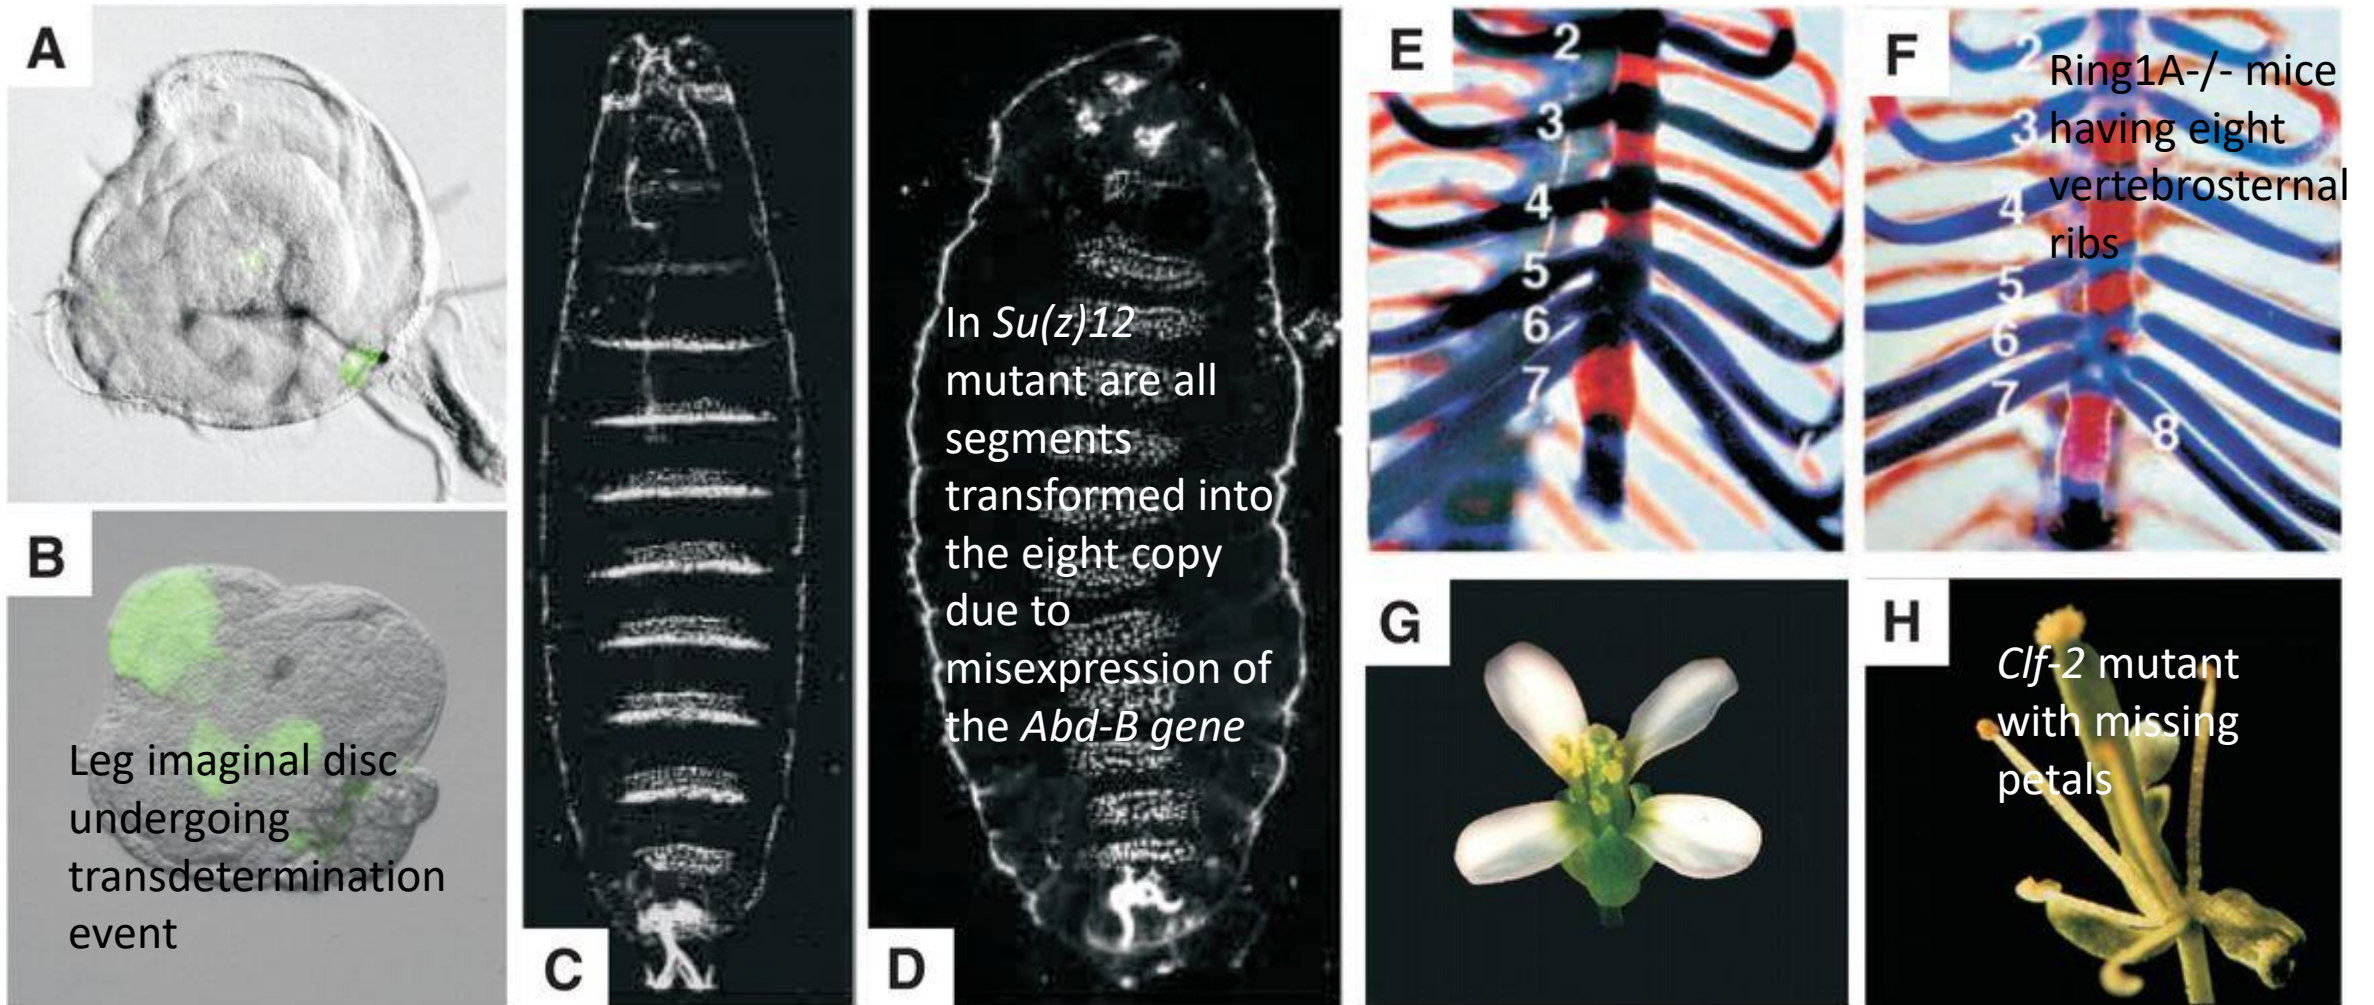 A
B
Leg imaginal disc
undergoing
transdetermination
event
C
D
In Su(z)12
mutant are all
segments
transformed into
the eight copy
due to
misexpression of
the Abd-B gene
E
2
3
4
5
6
7
7
F
2
3
4
5
6
7
8
Ring1A-/- mice
having eight
vertebrosternal
ribs
G
H
Clf-2 mutant
with missing
petals